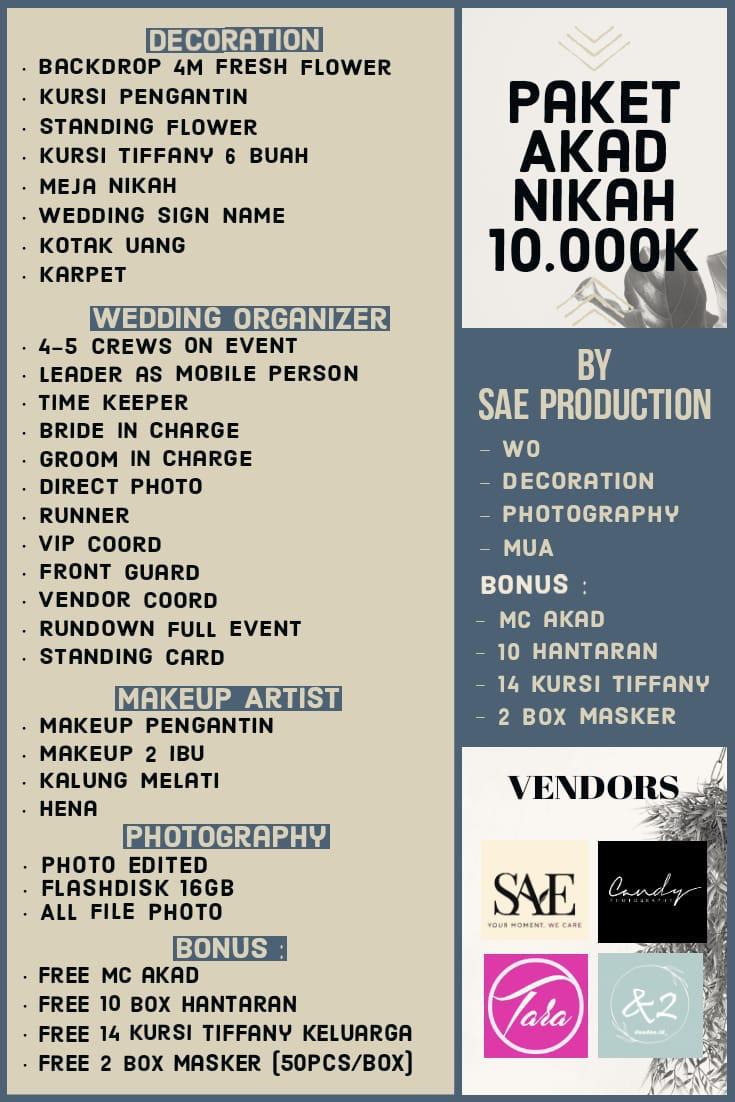 DECORATION
· BACKDROP 4M FRESH FLOWER
· KURSI PENGANTIN
· STANDING FLOWER
· KURSI TIFFANY 6 BUAH
· MEJA NIKAH
· WEDDING SIGN NAME
· KOTAK UANG
· KARPET
WEDDING ORGANIZER
· 4-5 CREWS ON EVENT
· LEADER AS MOBILE PERSON
· TIME KEEPER
· BRIDE IN CHARGE
· GROOM IN CHARGE
· DIRECT PHOTO
· RUNNER
· VIP COORD
· FRONT GUARD
· VENDOR COORD
· RUNDOWN FULL EVENT
· STANDING CARD
MAKEUP ARTIST
· MAKEUP PENGANTIN
· MAKEUP 2 IBU
· KALUNG MELATI
· HENA
PHOTOGRAPHY
· PHOTO EDITED
· FLASHDISK 16GB
· ALL FILE PHOTO
BONUS :
· FREE MC AKAD
· FREE 10 BOX HANTARAN
· FREE 14 KURSI TIFFANY KELUARGA
· FREE 2 BOX MASKER (50PCS/BOX)
PAKET
AKAD
NIKAH
10.000K
BY
SAE PRODUCTION
- WO
- DECORATION
- PHOTOGRAPHY
- MUA
BONUS :
- MC AKAD
- 10 HANTARAN
- 14 KURSI TIFFANY
- 2 BOX MASKER
VENDORS
SAE
YOUR MOMENT, WE CARE
Candy
PHOTOGRAPHY
Tara
&2